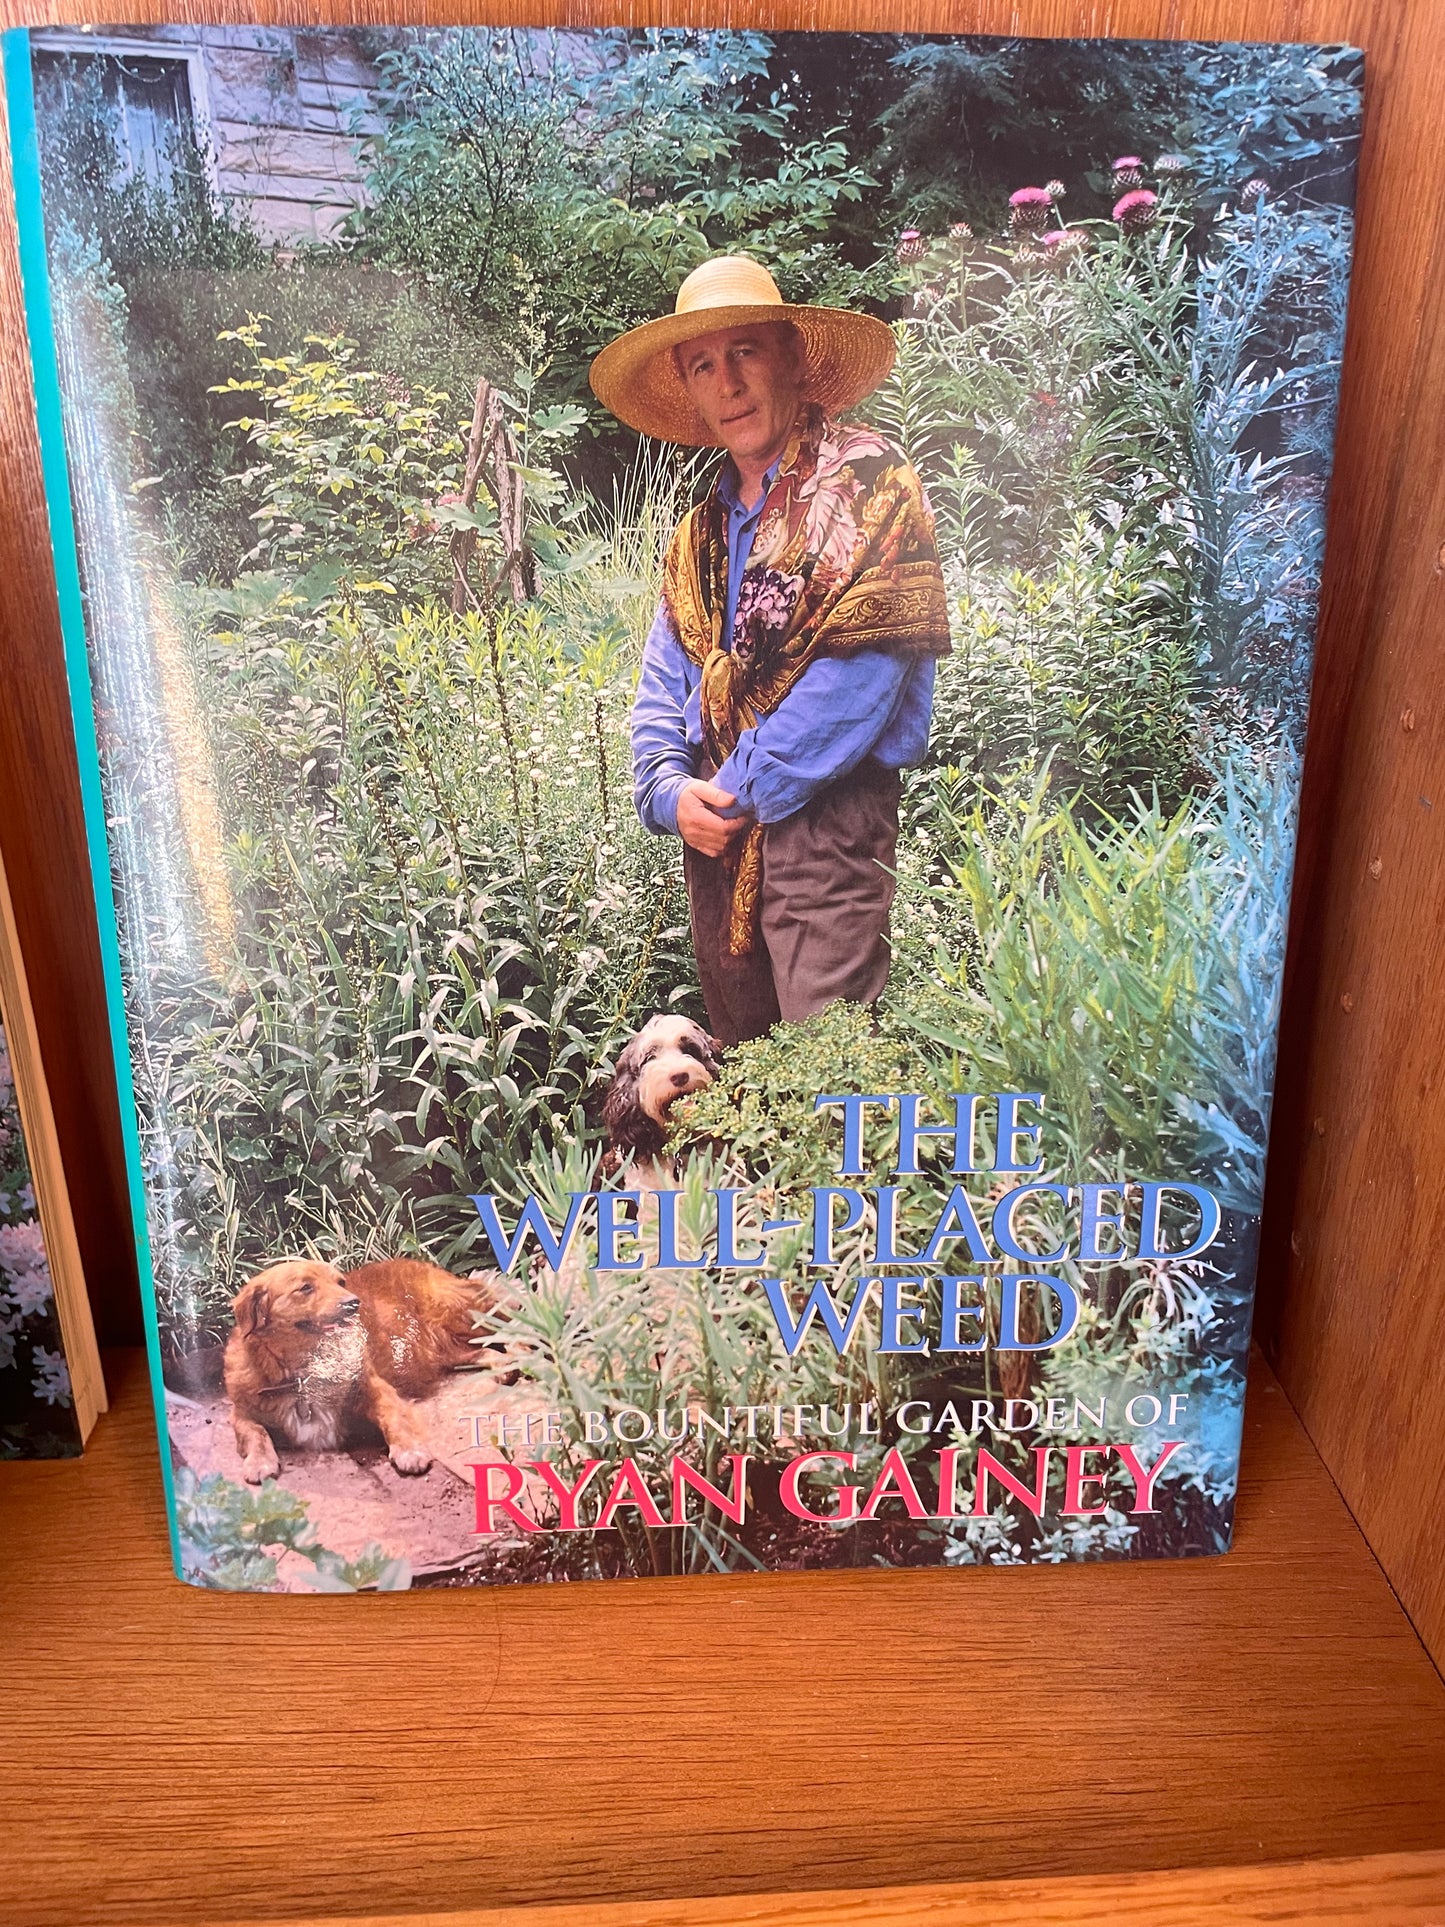 THE
WELL-PLACED
WEED
THE BOUNTIFUL GARDEN OF
RYAN GAINEY